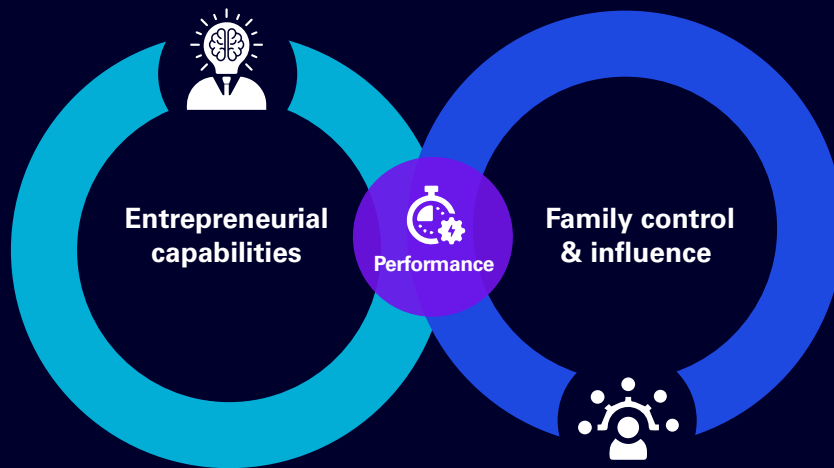 Entrepreneurial
capabilities
Performance
Family control
& influence